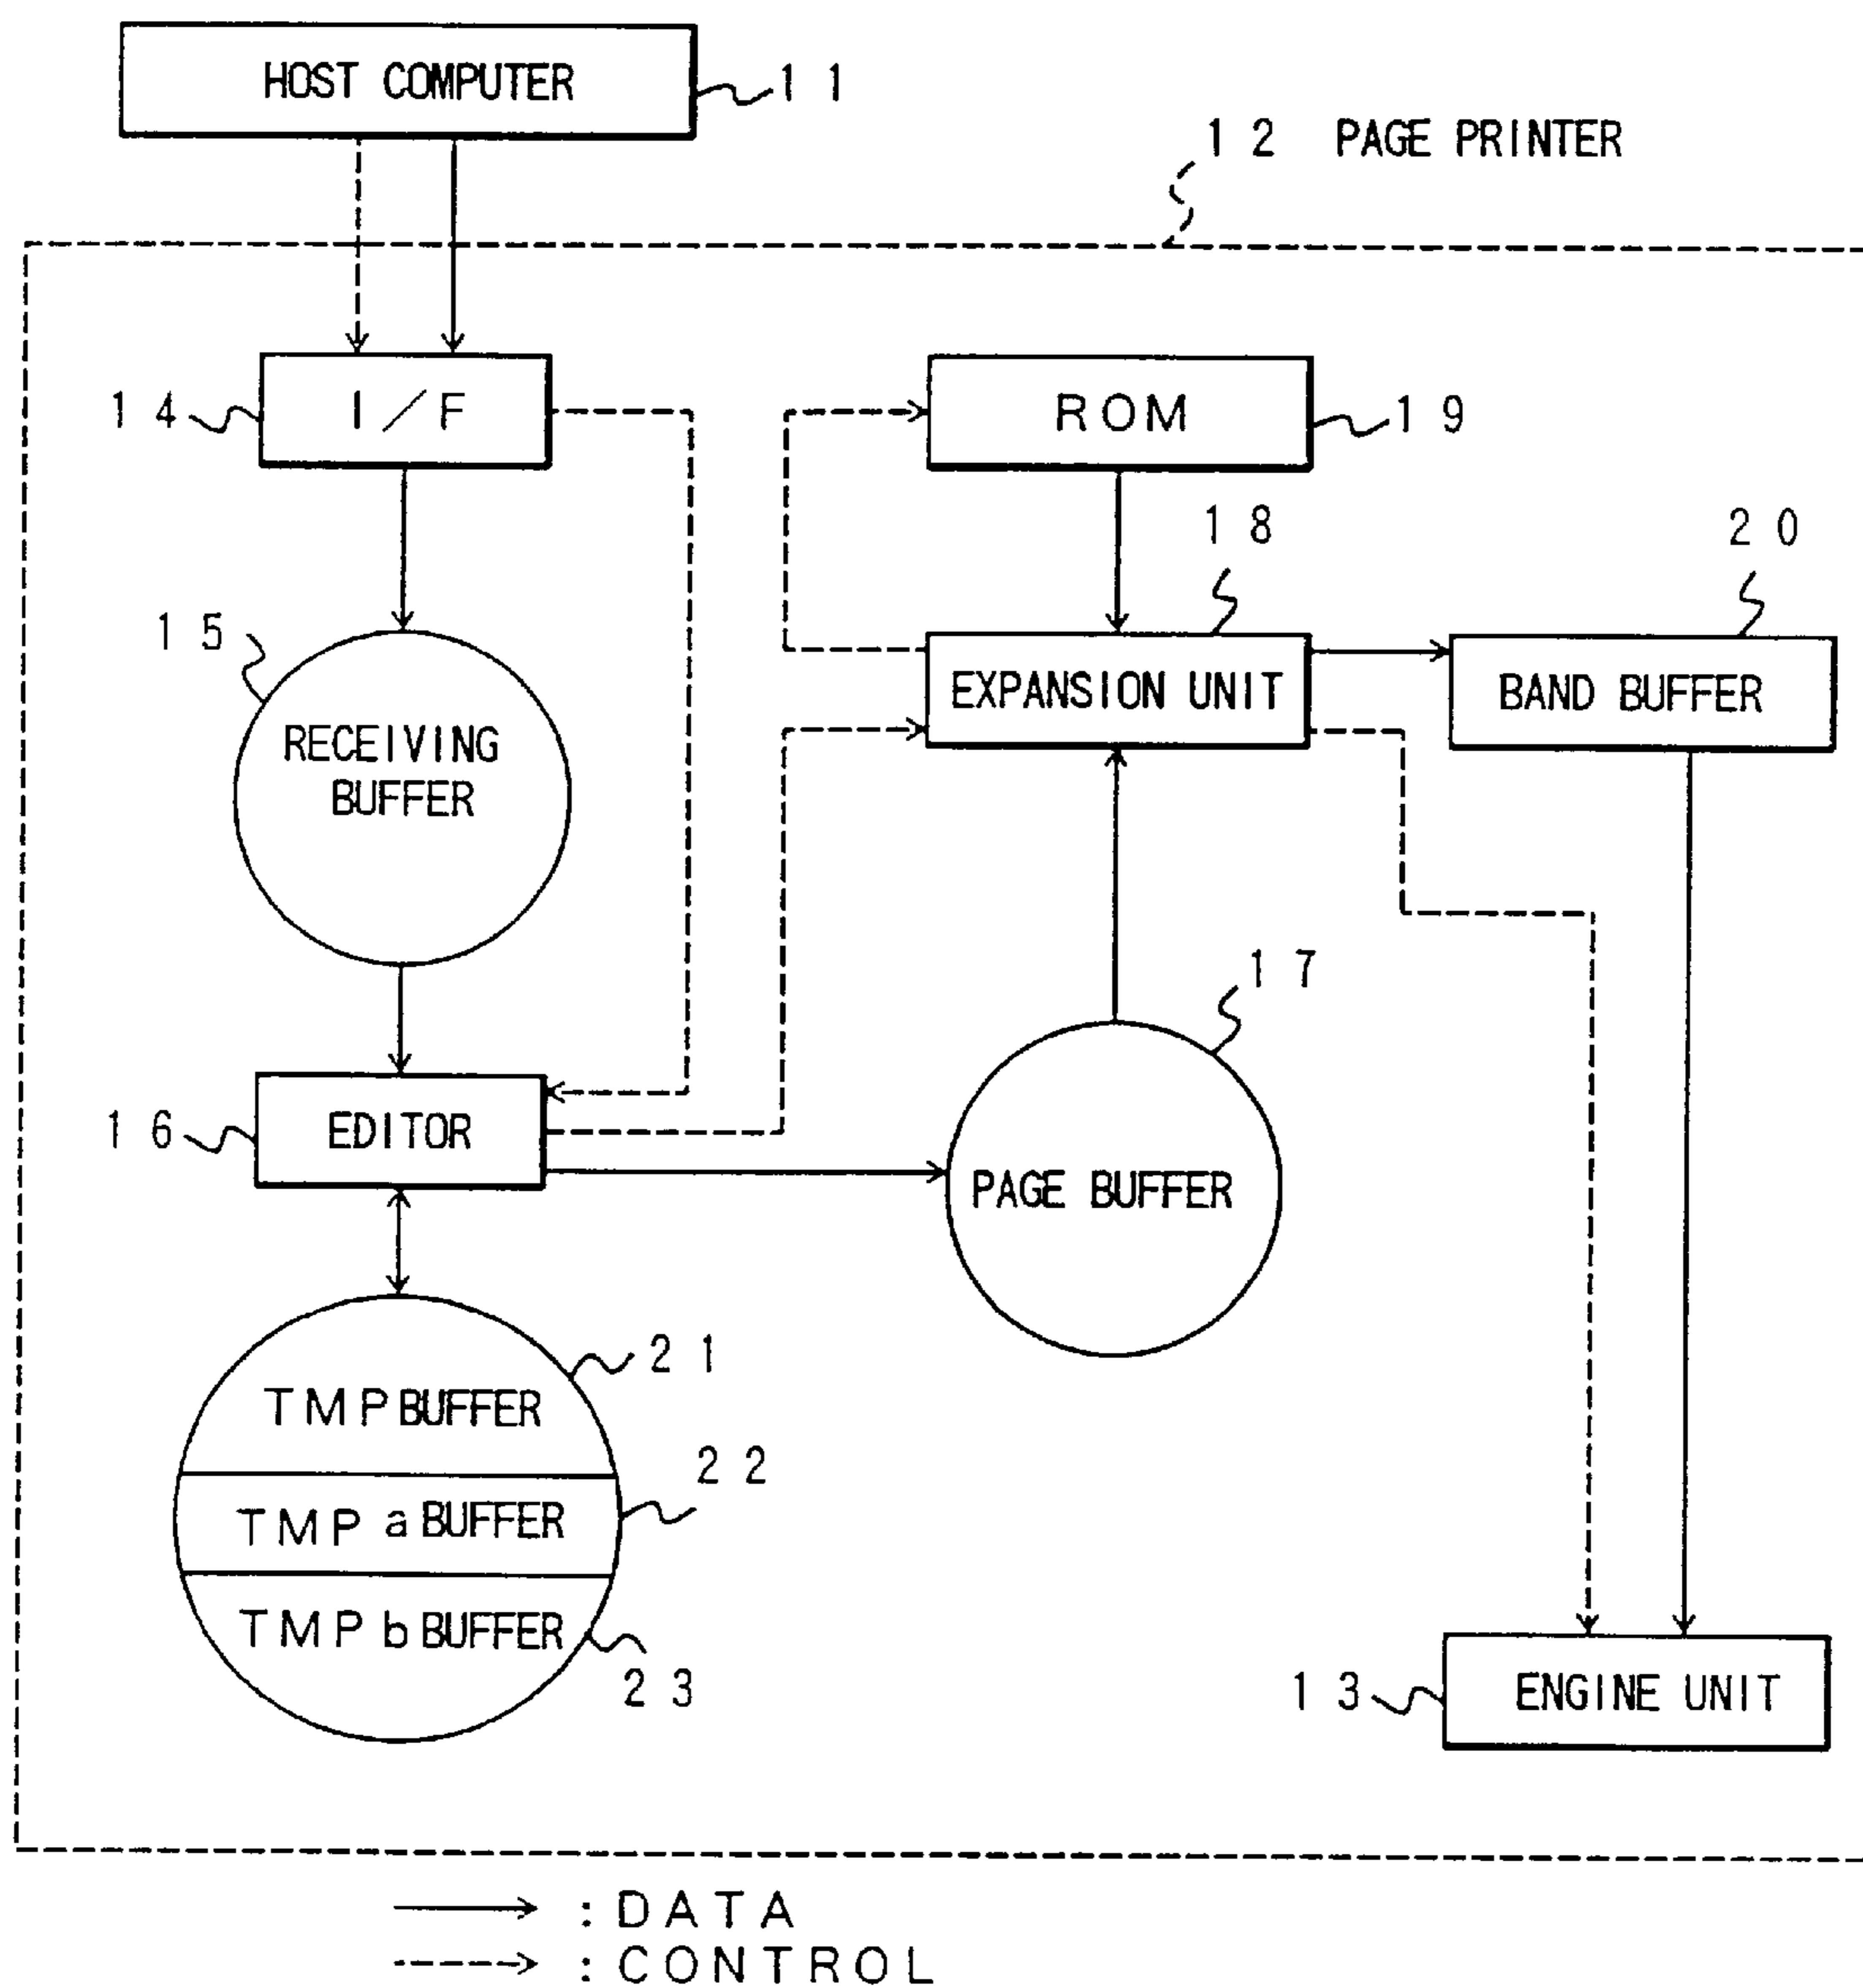 HOST COMPUTER
11
12 PAGE PRINTER
14
I/F
ROM
19
18
20
15
RECEIVING
BUFFER
EXPANSION UNIT
BAND BUFFER
17
16
EDITOR
PAGE BUFFER
21
TMP BUFFER
22
TMP a BUFFER
TMP b BUFFER
23
13
ENGINE UNIT
: DATA
: CONTROL